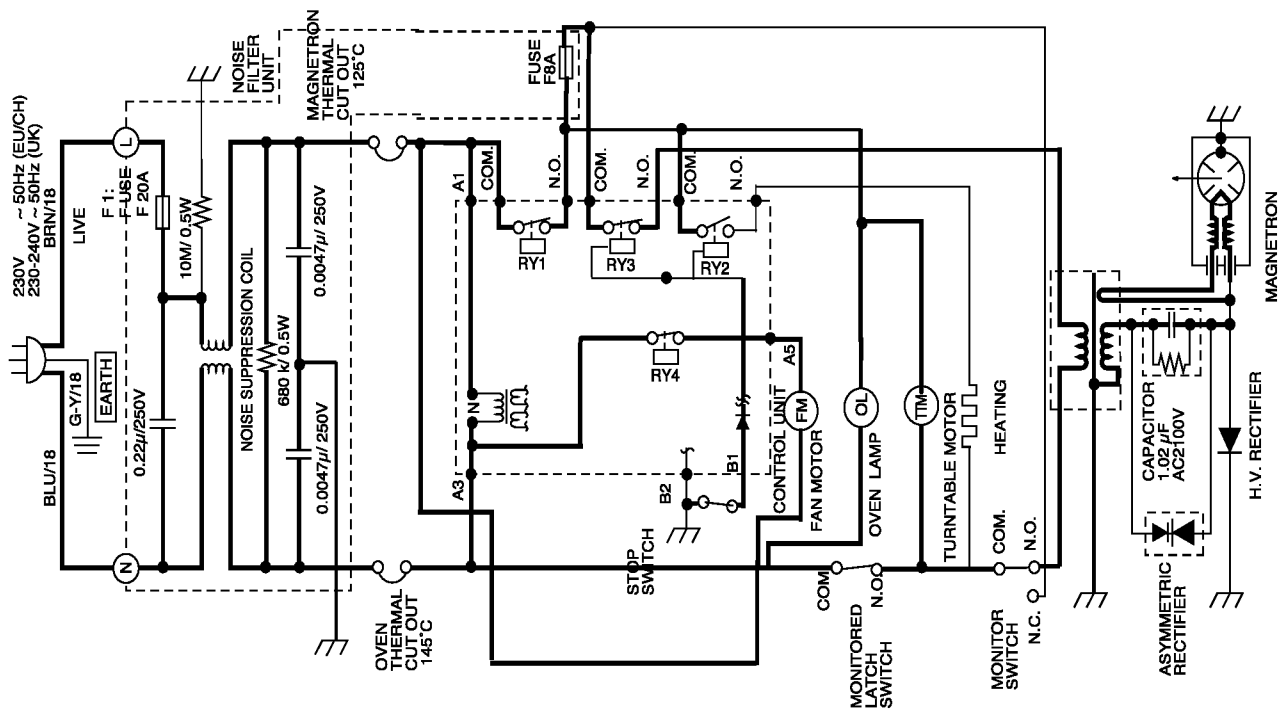 230V ~ 50Hz (EU/CH)
230-240V ~ 50Hz (UK)
BRN/18
LIVE
BLU/18
G-Y/18
EARTH
L
N
F 1:
FUSE
F 20A
10M/ 0.5W
0.22μ/250V
NOISE
FILTER
UNIT
NOISE SUPPRESSION COIL
680 k/ 0.5W
0.0047μ/ 250V
0.0047μ/ 250V
MAGNETRON
THERMAL
CUT OUT
125°C
OVEN
THERMAL
CUT OUT
145°C
FUSE
F8A
A1
COM.
N.O.
COM.
N.O.
COM.
N.O.
RY1
RY3
RY2
RY4
N
A3
A5
B1
B2
CONTROL UNIT
FM
FAN MOTOR
OL
OVEN LAMP
TTM
TURNTABLE MOTOR
HEATING
STOP
SWITCH
COM
N.O.
MONITORED
LATCH
SWITCH
COM.
N.O.
N.C.
MONITOR
SWITCH
CAPACITOR
1.02 μF
AC2100V
ASYMMETRIC
RECTIFIER
H.V. RECTIFIER
MAGNETRON